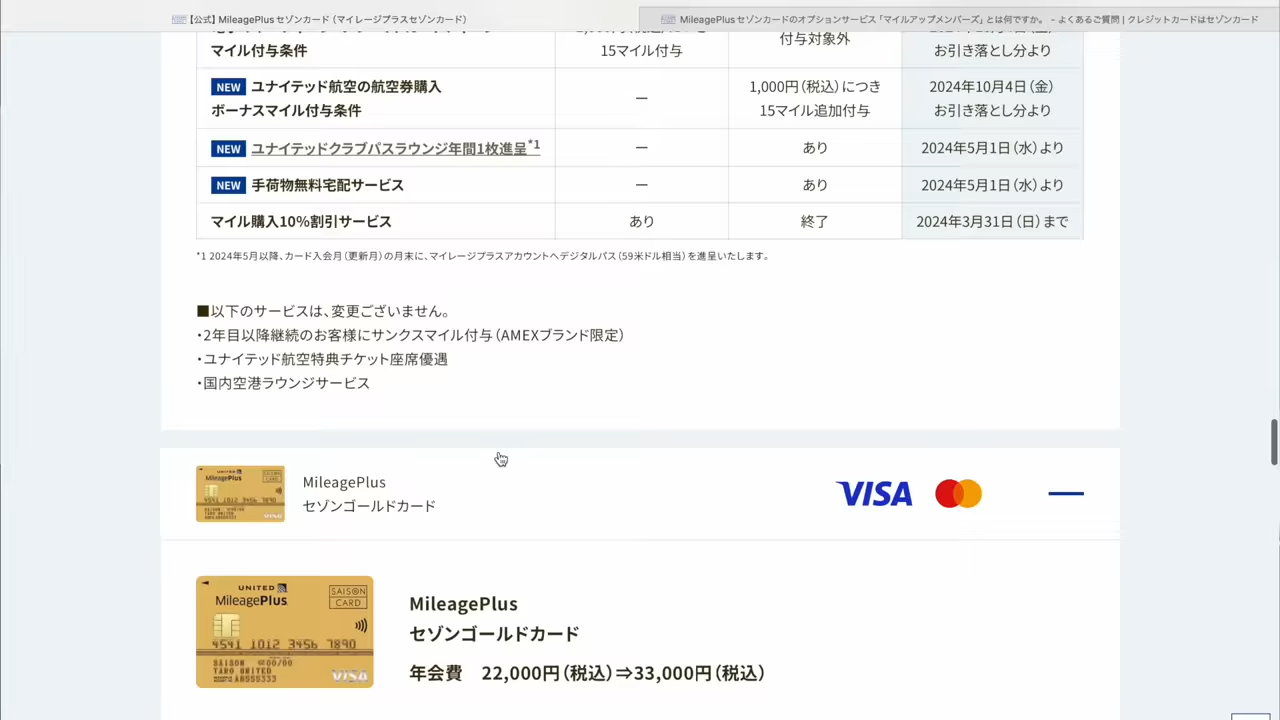 【公式】MileagePlusセゾンカード（マイレージプラスセゾンカード）
MileagePlusセゾンカードのオプションサービス「マイルアップメンバーズ」とは何ですか。 - よくあるご質問 | クレジットカードはセゾンカード
マイル付与条件
15マイル付与
付与対象外
お引き落とし分より
NEW ユナイテッド航空の航空券購入
ボーナスマイル付与条件
ー
1,000円（税込）につき
15マイル追加付与
2024年10月4日（金）
お引き落とし分より
NEW ユナイテッドクラブパスラウンジ年間1枚進呈*1
ー
あり
2024年5月1日（水）より
NEW 手荷物無料宅配サービス
ー
あり
2024年5月1日（水）より
マイル購入10%割引サービス
あり
終了
2024年3月31日（日）まで
*1 2024年5月以降、カード入会月（更新月）の月末に、マイレージプラスアカウントへデジタルパス（59米ドル相当）を進呈いたします。
■以下のサービスは、変更ございません。
・2年目以降継続のお客様にサンクスマイル付与（AMEXブランド限定）
・ユナイテッド航空特典チケット座席優遇
・国内空港ラウンジサービス
MileagePlus
セゾンゴールドカード
VISA
UNITED
MileagePlus
SAISON
CARD
4541 1012 3456 7890
SAISON 00/00
TARO UNITED
VISA
MileagePlus
セゾンゴールドカード
年会費 22,000円（税込）⇒33,000円（税込）